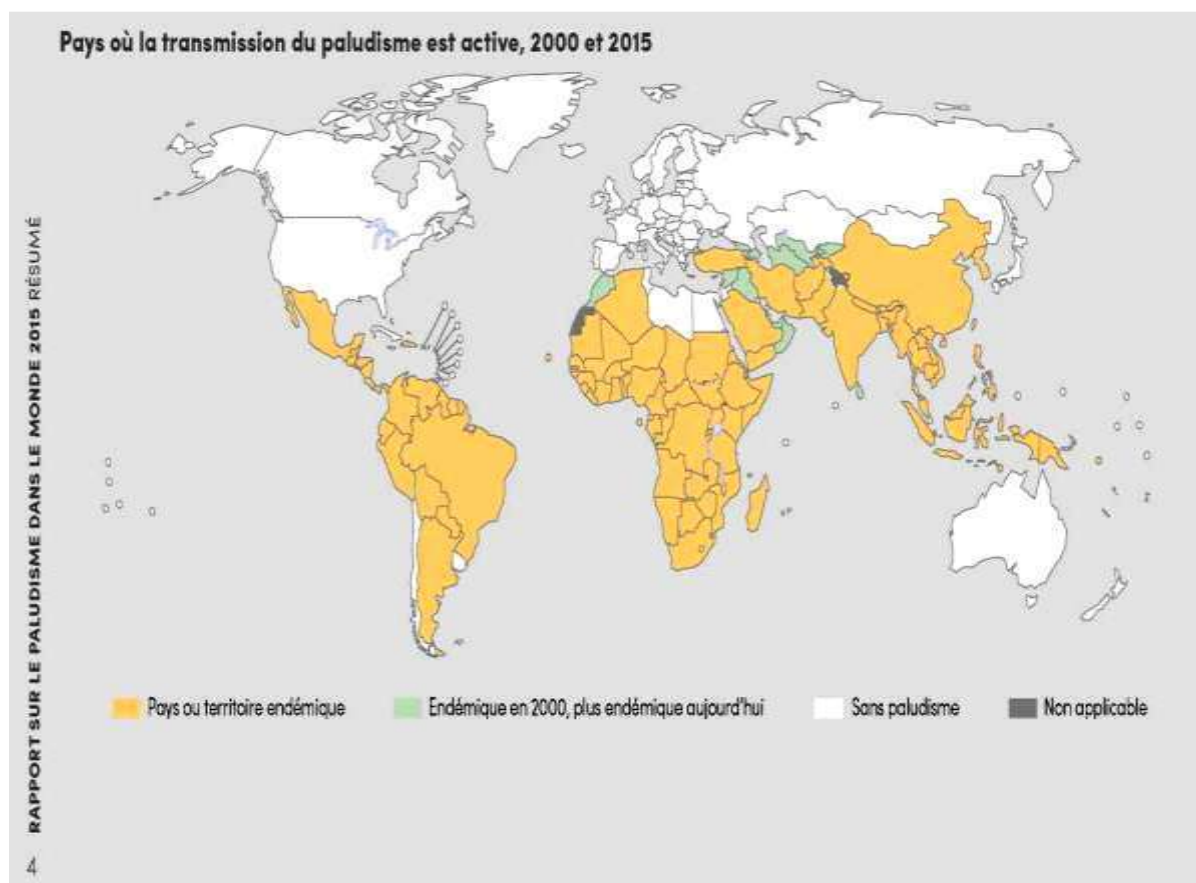 Pays où la transmission du paludisme est active, 2000 et 2015
RAPPORT SUR LE PALUDISME DANS LE MONDE 2015 RÉSUMÉ
Pays ou territoire endémique
Endémique en 2000, plus endémique aujourd'hui
Sans paludisme
Non applicable
4